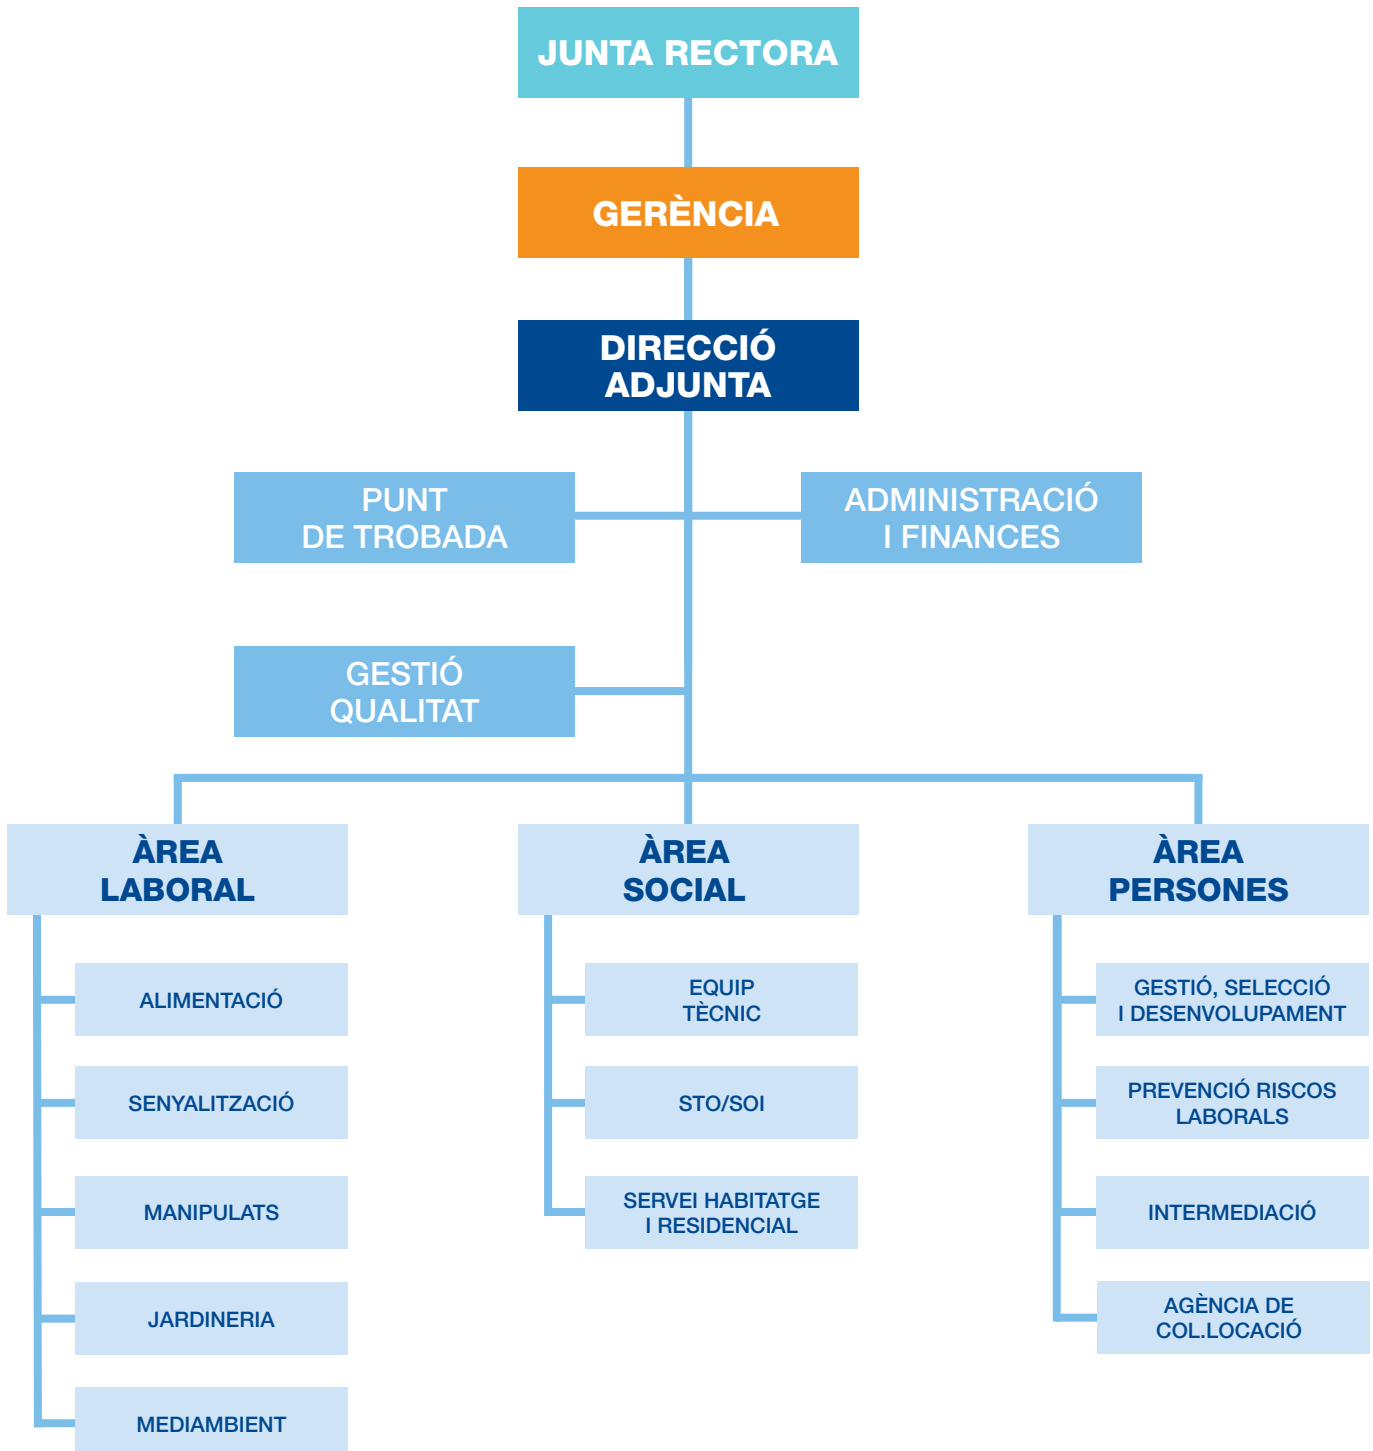 JUNTA RECTORA
GERÈNCIA
DIRECCIÓ
ADJUNTA
PUNT
DE TROBADA
ADMINISTRACIÓ
I FINANCES
GESTIÓ
QUALITAT
ÀREA
LABORAL
ALIMENTACIÓ
SENYALITZACIÓ
MANIPULATS
JARDINERIA
MEDIAMBIENT
ÀREA
SOCIAL
EQUIP
TÈCNIC
STO/SOI
SERVEI HABITATGE
I RESIDENCIAL
ÀREA
PERSONES
GESTIÓ, SELECCIÓ
I DESENVOLUPAMENT
PREVENCIÓ RISCOS
LABORALS
INTERMEDIACIÓ
AGÈNCIA DE
COL.LOCACIÓ